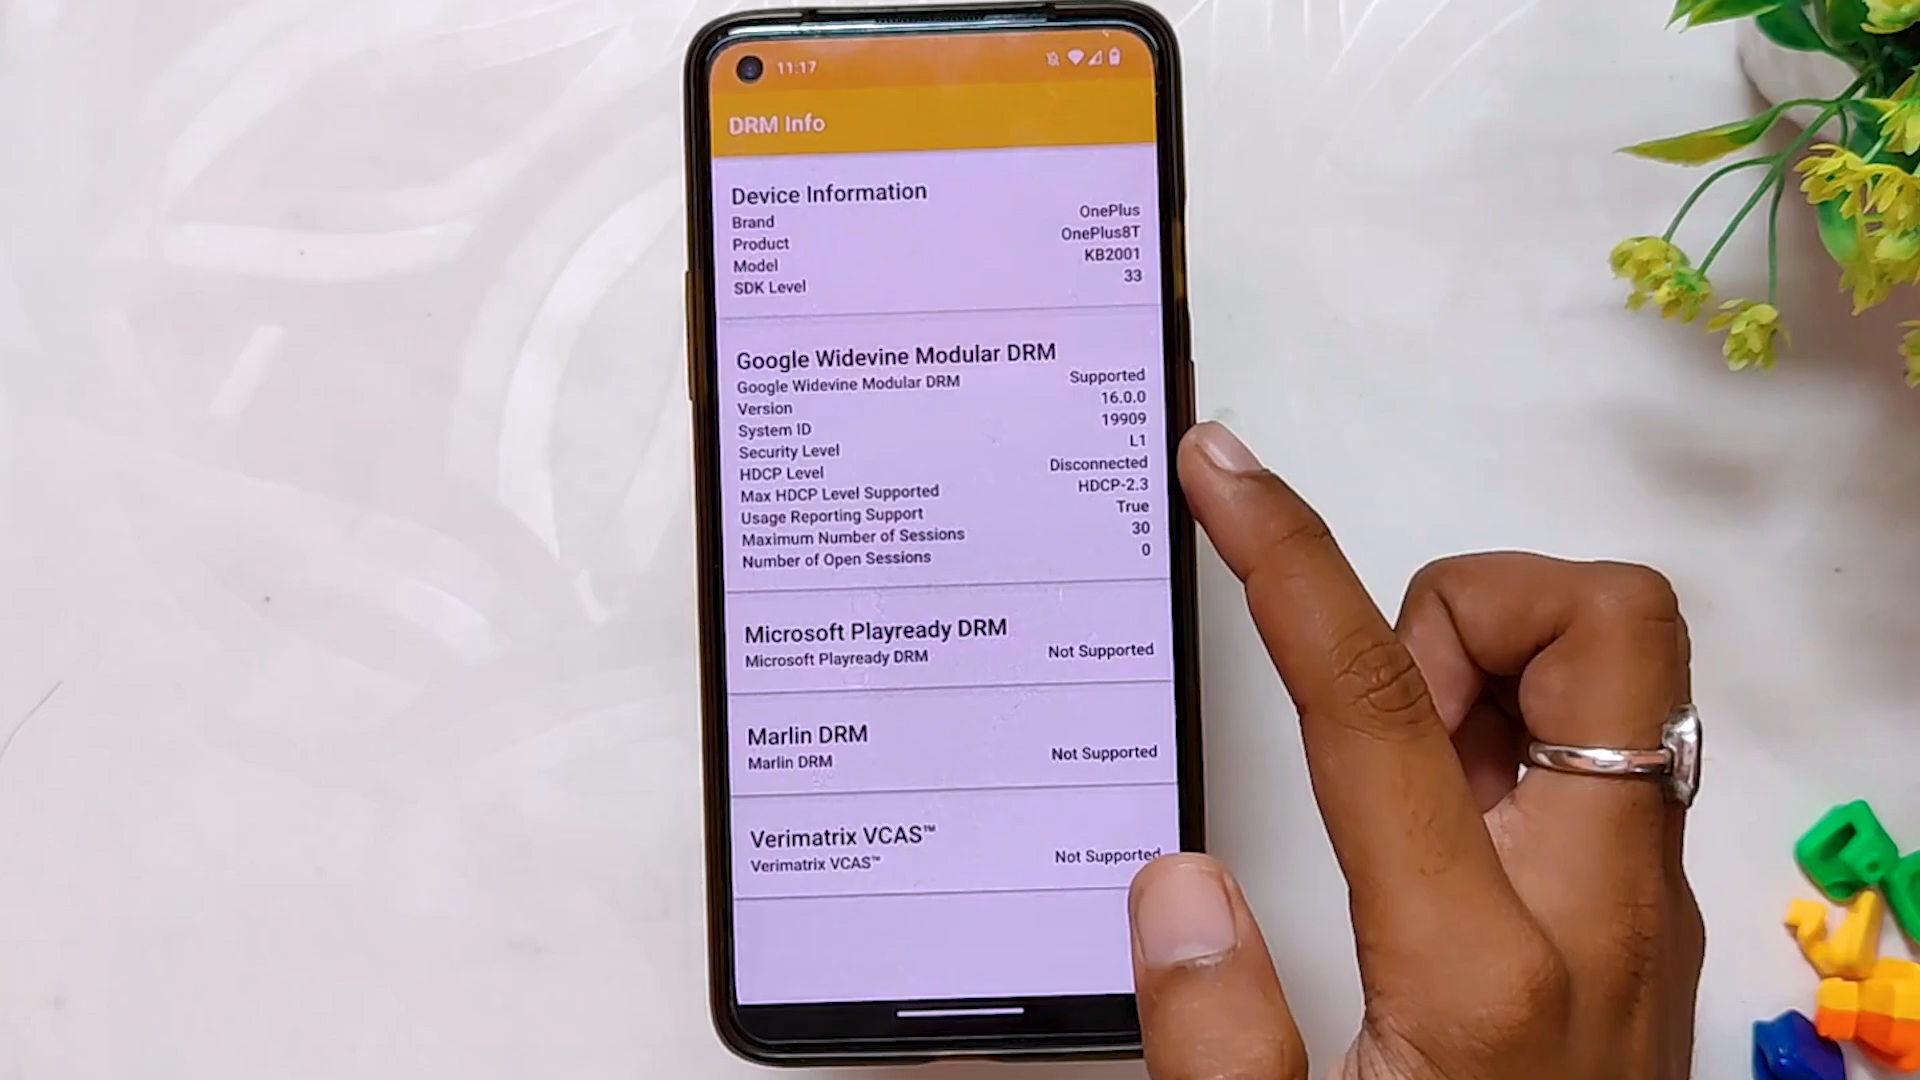 11:17
DRM Info
Device Information
Brand OnePlus
Product OnePlus8T
Model KB2001
SDK Level 33
Google Widevine Modular DRM
Google Widevine Modular DRM Supported
Version 16.0.0
System ID 19909
Security Level L1
HDCP Level Disconnected
Max HDCP Level Supported HDCP-2.3
Usage Reporting Support True
Maximum Number of Sessions 30
Number of Open Sessions 0
Microsoft Playready DRM
Microsoft Playready DRM Not Supported
Marlin DRM
Marlin DRM Not Supported
Verimatrix VCAS™
Verimatrix VCAS™ Not Supported